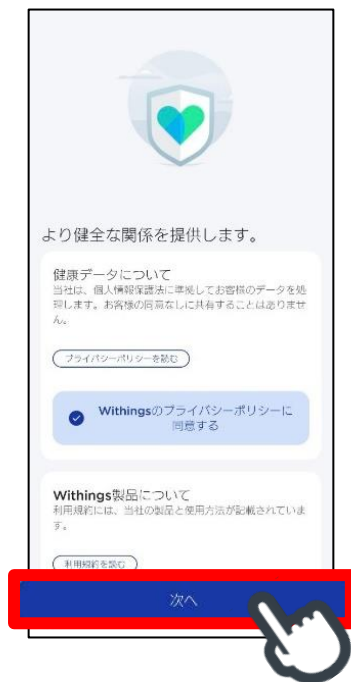 より健全な関係を提供します。
健康データについて
当社は、個人情報保護法に準拠してお客様のデータを処
理します。お客様の同意なしに共有することはありませ
ん。
プライバシーポリシーを読む
Withingsのプライバシーポリシーに
同意する
Withings製品について
利用規約には、当社の製品と使用方法が記載されていま
す。
利用規約を読む
次へ